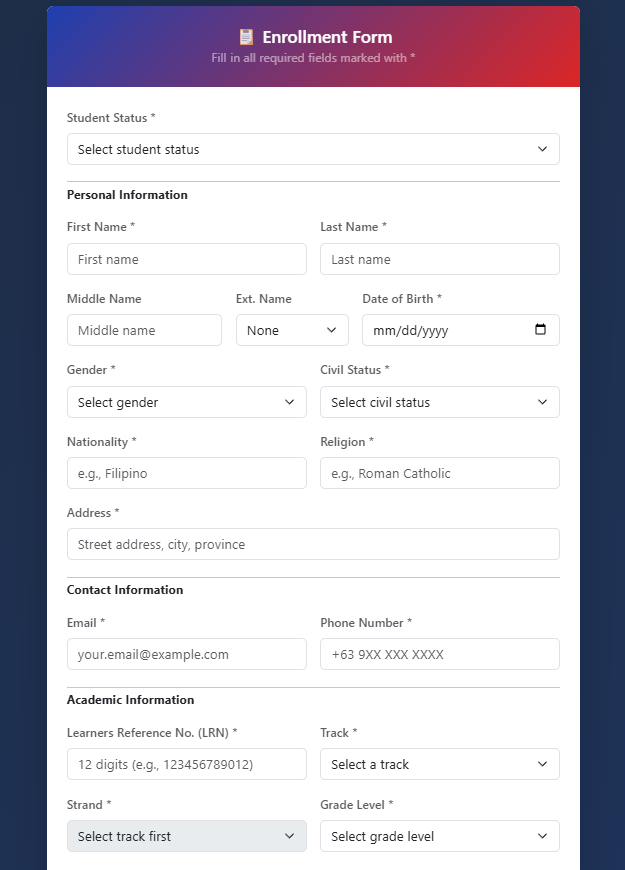 📋 Enrollment Form
Fill in all required fields marked with *
Student Status *
Select student status
Personal Information
First Name * Last Name *
First name Last name
Middle Name Ext. Name Date of Birth *
Middle name None mm/dd/yyyy
Gender * Civil Status *
Select gender Select civil status
Nationality * Religion *
e.g., Filipino e.g., Roman Catholic
Address *
Street address, city, province
Contact Information
Email * Phone Number *
your.email@example.com +63 9XX XXX XXXX
Academic Information
Learners Reference No. (LRN) * Track *
12 digits (e.g., 123456789012) Select a track
Strand * Grade Level *
Select track first Select grade level